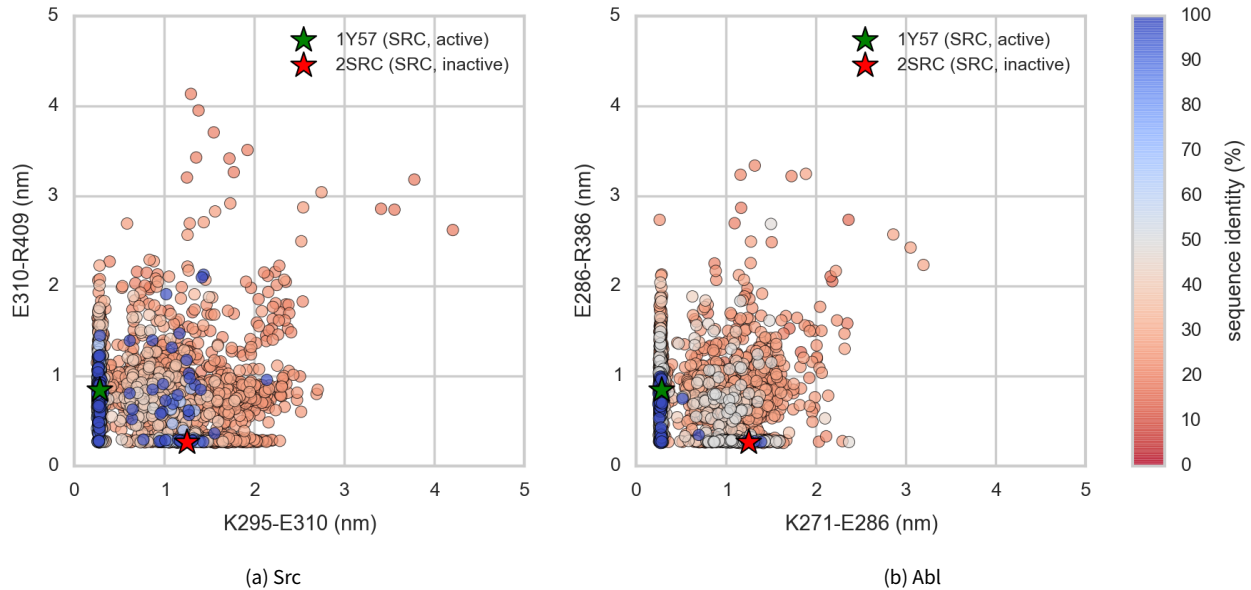 5
4
3
2
1
0
E310-R409 (nm)
1Y57 (SRC, active)
2SRC (SRC, inactive)
0 1 2 3 4 5
K295-E310 (nm)
(a) Src
5
4
3
2
1
0
E286-R386 (nm)
1Y57 (SRC, active)
2SRC (SRC, inactive)
0 1 2 3 4 5
K271-E286 (nm)
(b) Abl
100
90
80
70
60
50
40
30
20
10
0
sequence identity (%)